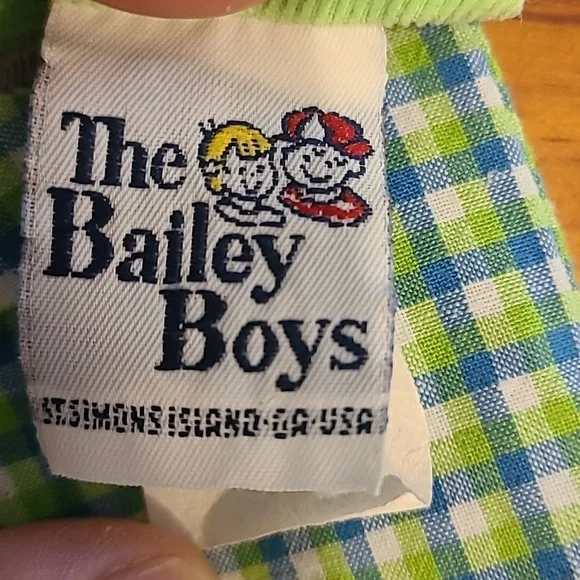 The
Bailey
Boys
ST.SIMONS ISLAND·GA·USA